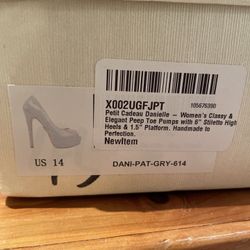 X002UGFJPT
105675390
Petit Cadeau Danielle – Women's Classy &
Elegant Peep Toe Pumps with 6" Stiletto High
Heels & 1.5" Platform. Handmade to
Perfection.
NewItem
US 14
DANI-PAT-GRY-614